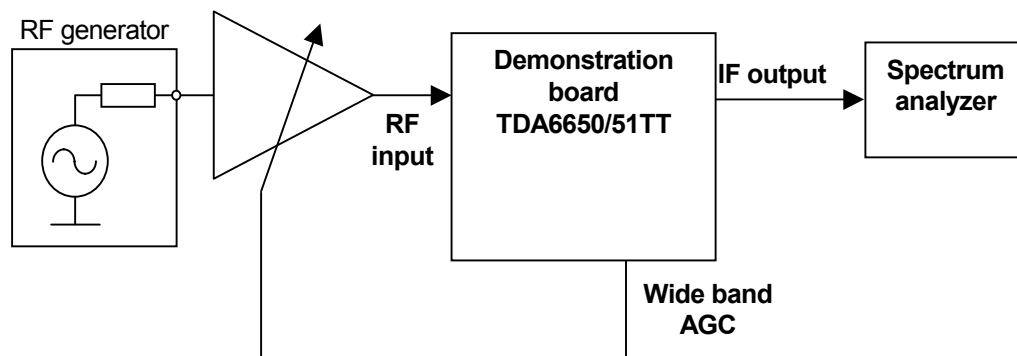 RF generator
RF
input
Demonstration
board
TDA6650/51TT
IF output
Spectrum
analyzer
Wide band
AGC